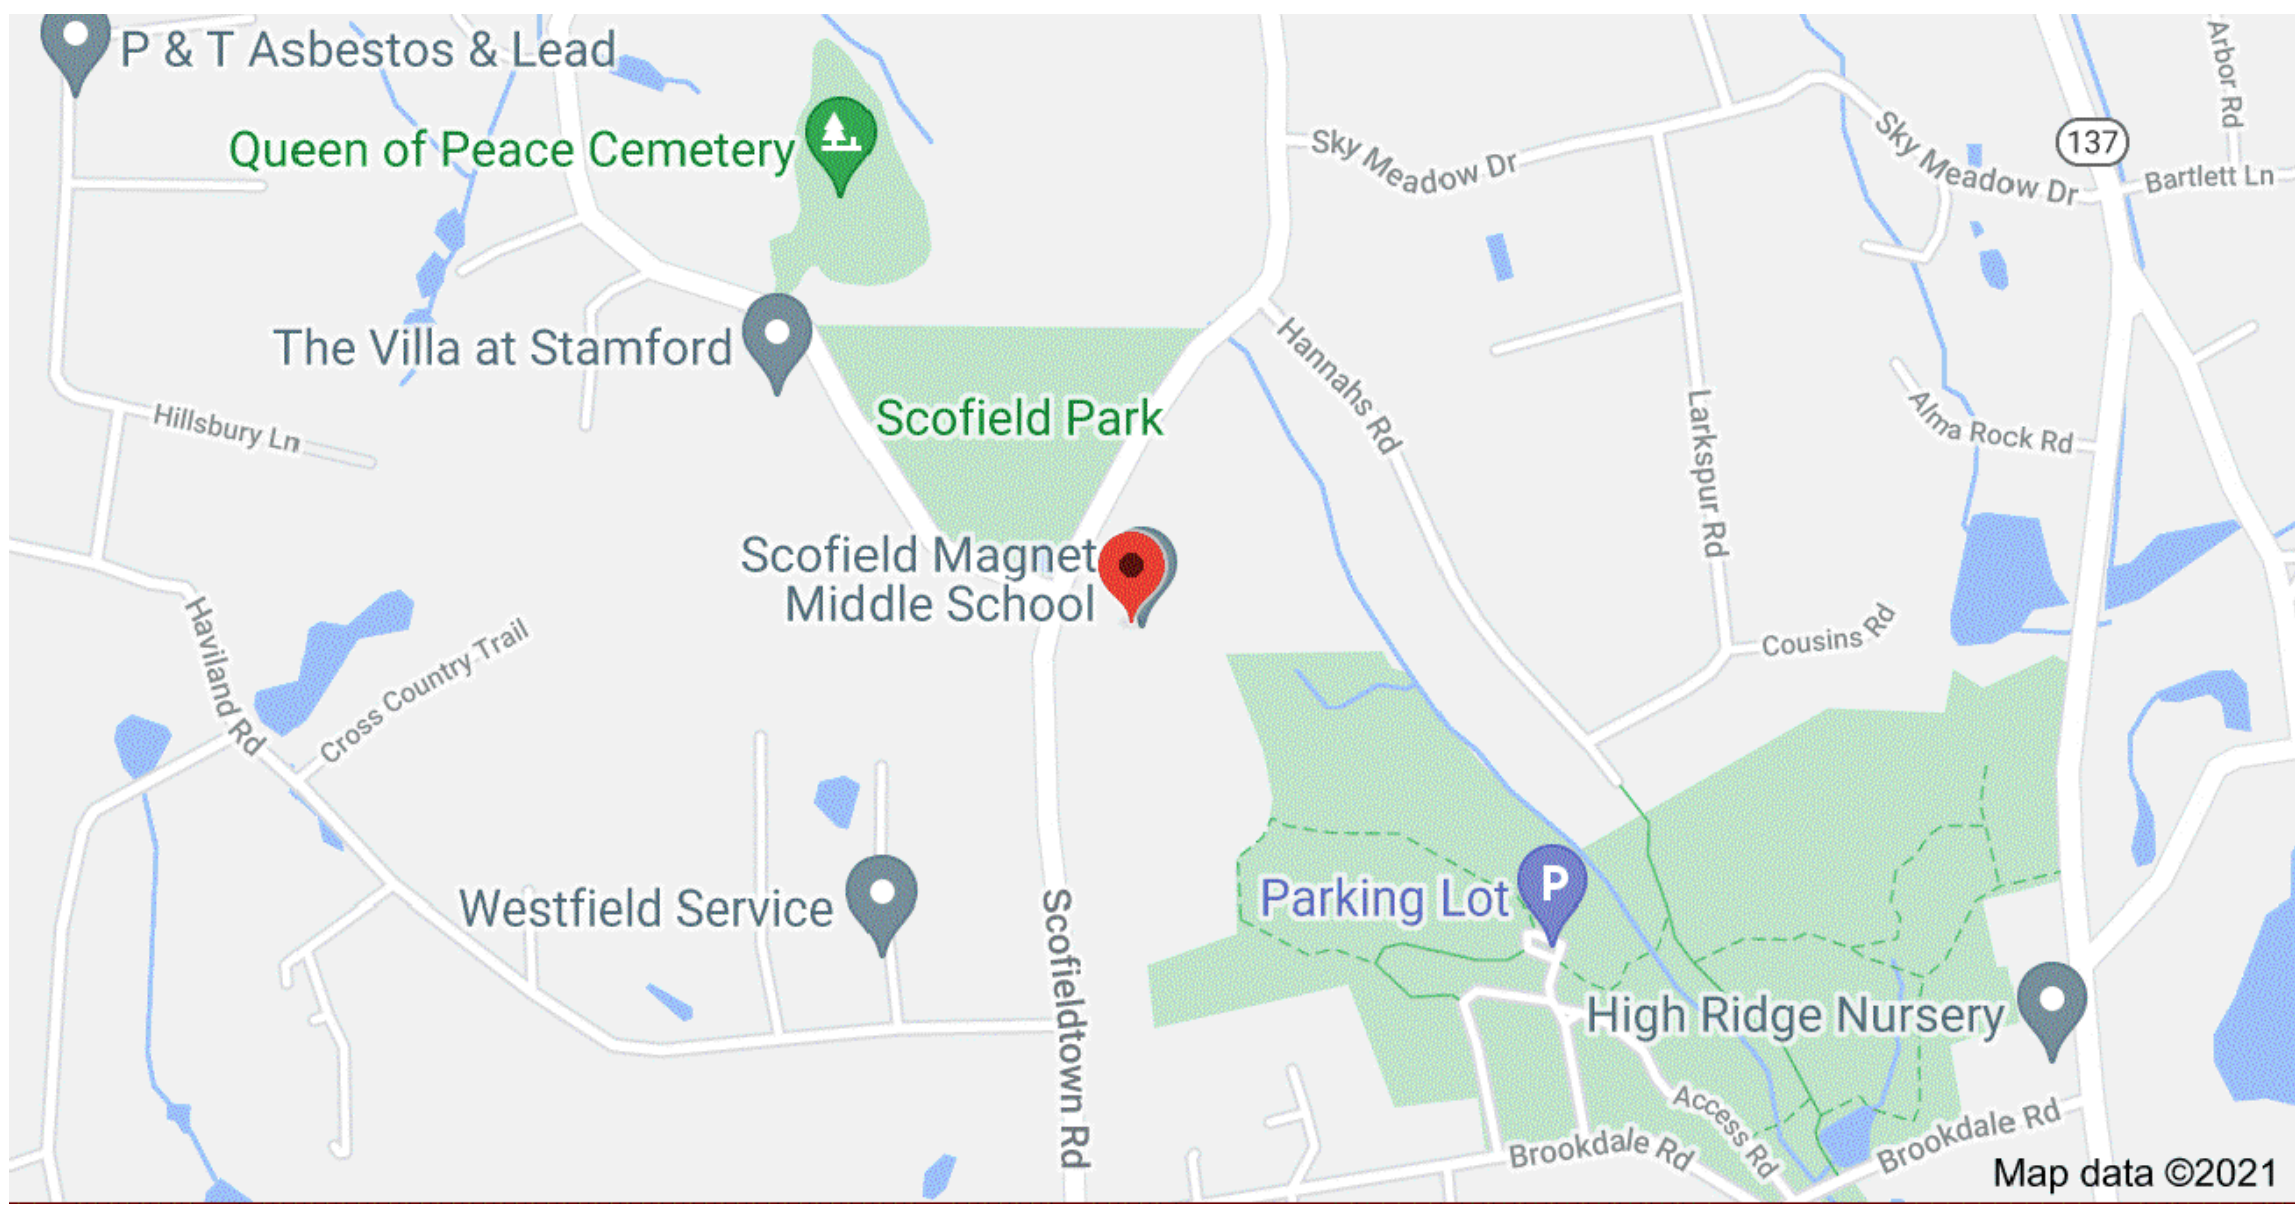 P & T Asbestos & Lead
Arbor Rd
137
Queen of Peace Cemetery
Sky Meadow Dr
Sky Meadow Dr
Bartlett Ln
The Villa at Stamford
Hannahs Rd
Scofield Park
Hillsbury Ln
Larkspur Rd
Alma Rock Rd
Scofield Magnet
Middle School
Haviland Rd
Cross Country Trail
Cousins Rd
Westfield Service
Scofieldtown Rd
Parking Lot
P
High Ridge Nursery
Access Rd
Brookdale Rd
Brookdale Rd
Map data ©2021